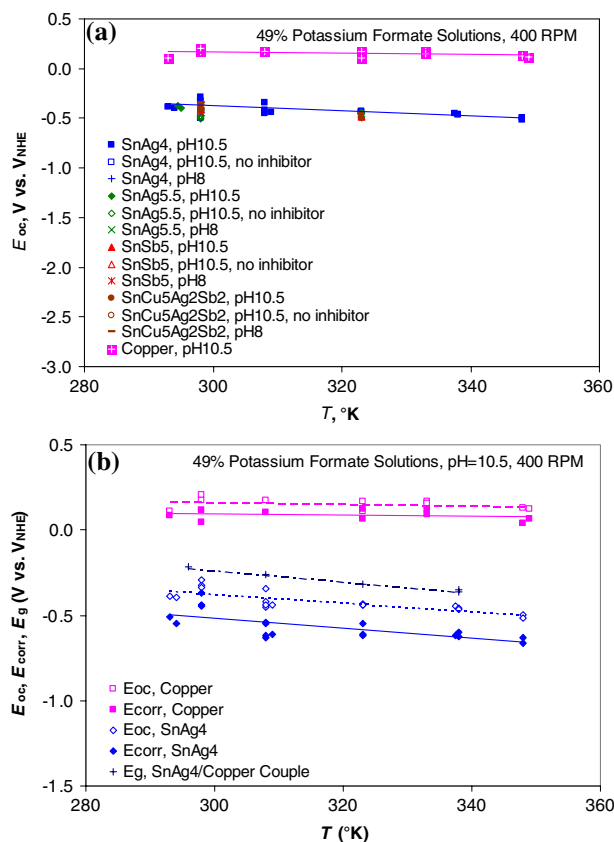 (a)
49% Potassium Formate Solutions, 400 RPM
0.5
0.0
-0.5
-1.0
-1.5
-2.0
-2.5
-3.0
E oc, V vs. VNHE
SnAg4, pH10.5
SnAg4, pH10.5, no inhibitor
SnAg4, pH8
SnAg5.5, pH10.5
SnAg5.5, pH10.5, no inhibitor
SnAg5.5, pH8
SnSb5, pH10.5
SnSb5, pH10.5, no inhibitor
SnSb5, pH8
SnCu5Ag2Sb2, pH10.5
SnCu5Ag2Sb2, pH10.5, no inhibitor
SnCu5Ag2Sb2, pH8
Copper, pH10.5
280 300 320 340 360
T, °K
(b)
49% Potassium Formate Solutions, pH=10.5, 400 RPM
0.5
0.0
-0.5
-1.0
-1.5
Eoc, Ecorr, Eg (V vs. VNHE)
Eoc, Copper
Ecorr, Copper
Eoc, SnAg4
Ecorr, SnAg4
Eg, SnAg4/Copper Couple
280 300 320 340 360
T (°K)